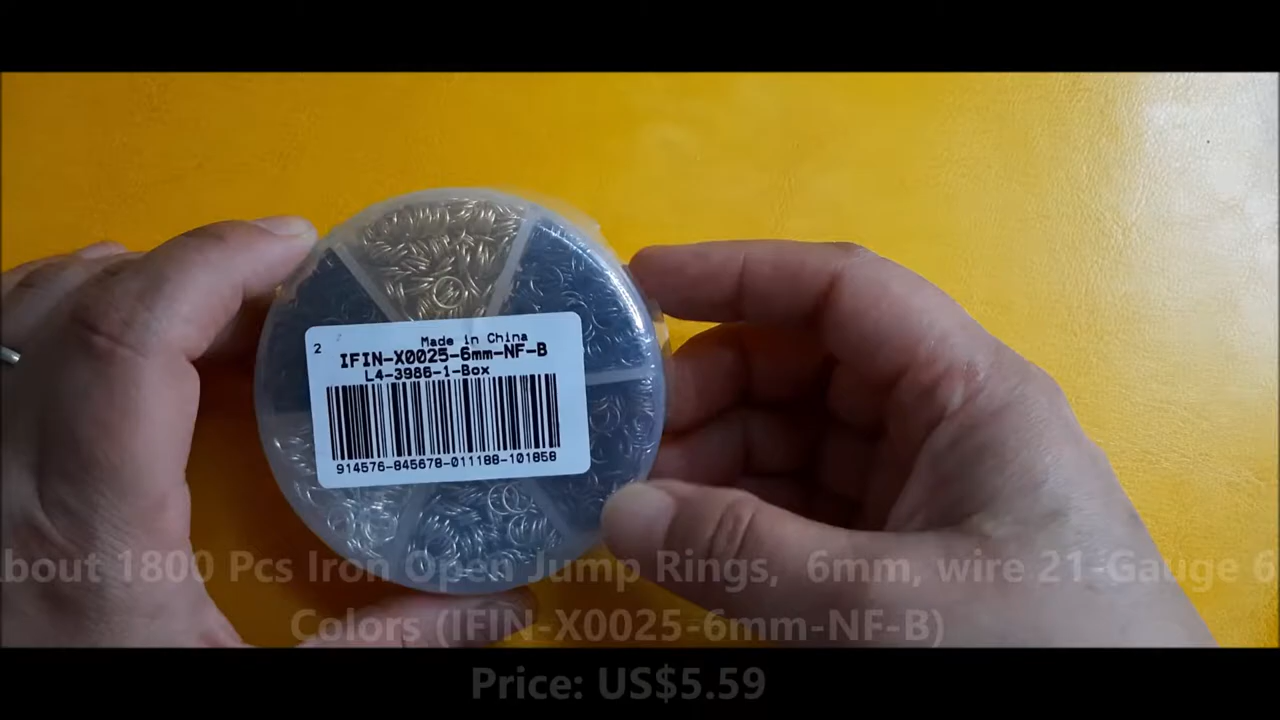 2
Made in China
IFIN-X0025-6mm-NF-B
L4-3986-1-Box
914576-845678-011188-101858
bout 1800 Pcs Iron Open Jump Rings, 6mm, wire 21 Gauge 6
Colors (IFIN-X0025-6mm-NF-B)
Price: US$5.59